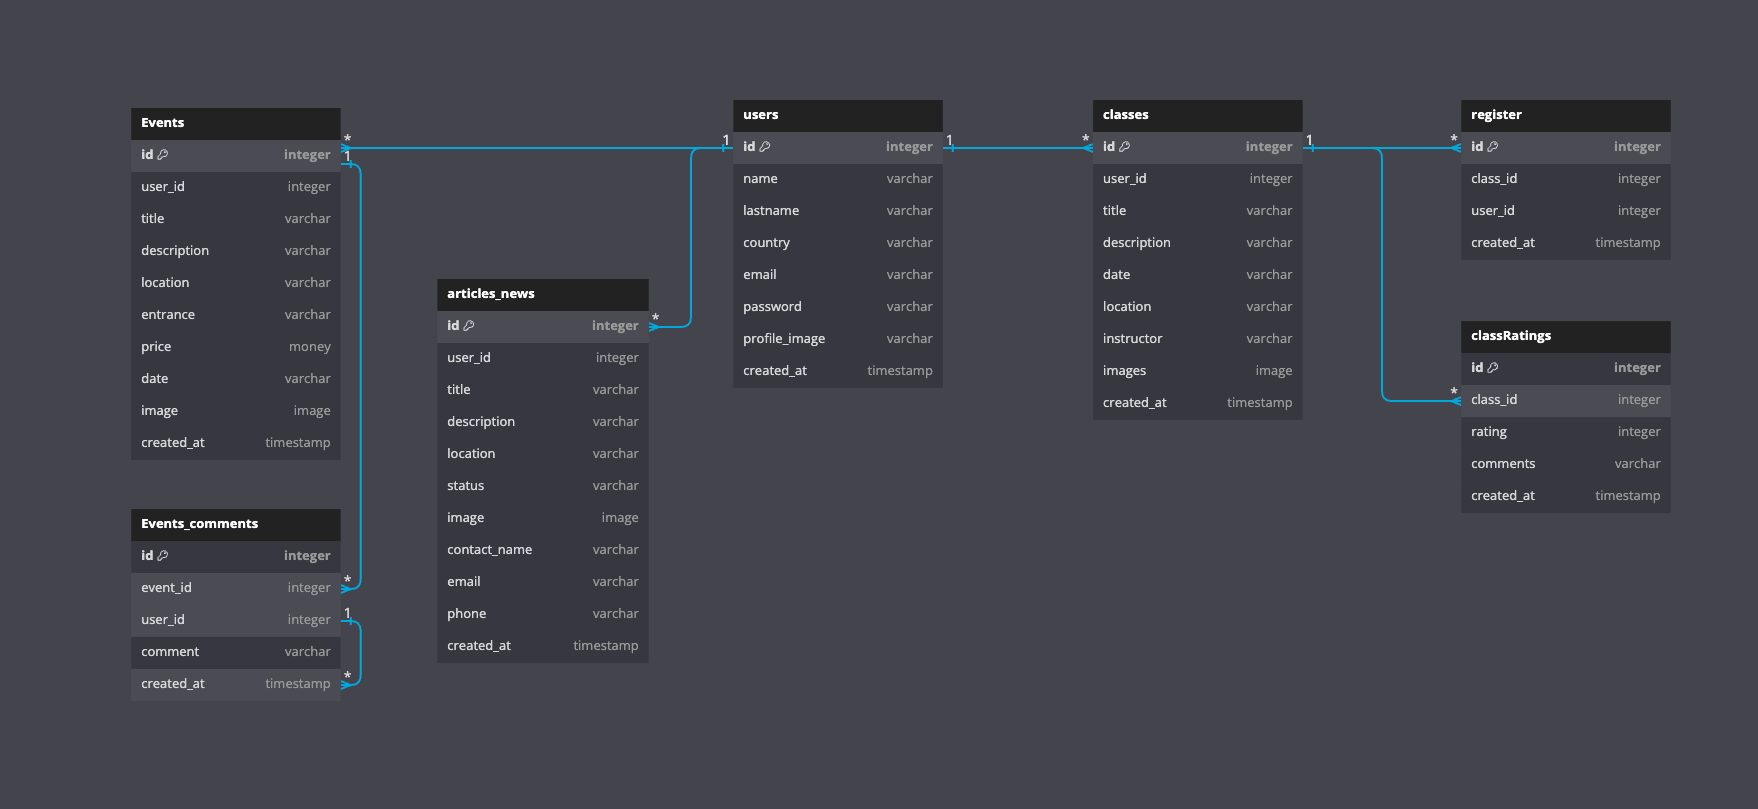 Events
id integer
user_id integer
title varchar
description varchar
location varchar
entrance varchar
price money
date varchar
image image
created_at timestamp
* 1
1 *
Events_comments
id integer
event_id integer
user_id integer
comment varchar
created_at timestamp
1 *
articles_news
id integer
user_id integer
title varchar
description varchar
location varchar
status varchar
image image
contact_name varchar
email varchar
phone varchar
created_at timestamp
*
users
id integer
name varchar
lastname varchar
country varchar
email varchar
password varchar
profile_image varchar
created_at timestamp
1 *
classes
id integer
user_id integer
title varchar
description varchar
date varchar
location varchar
instructor varchar
images image
created_at timestamp
1 *
register
id integer
class_id integer
user_id integer
created_at timestamp
*
classRatings
id integer
class_id integer
rating integer
comments varchar
created_at timestamp